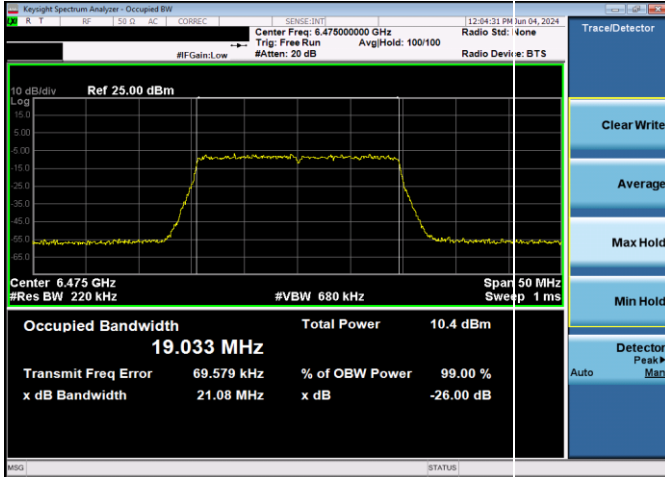 Keysight Spectrum Analyzer - Occupied BW
R T RF 50 Ω AC CORREC SENSE:INT 12:04:31 PM Jun 04, 2024
Center Freq: 6.475000000 GHz Radio Std: None
Trig: Free Run Avg|Hold: 100/100
#IFGain:Low #Atten: 20 dB Radio Device: BTS
10 dB/div Ref 25.00 dBm
Log
15.0
5.00
-5.00
-15.0
-25.0
-35.0
-45.0
-55.0
-65.0
Center 6.475 GHz Span 50 MHz
#Res BW 220 kHz #VBW 680 kHz Sweep 1 ms
Occupied Bandwidth Total Power 10.4 dBm
19.033 MHz
Transmit Freq Error 69.579 kHz % of OBW Power 99.00 %
x dB Bandwidth 21.08 MHz x dB -26.00 dB
MSG STATUS
Trace/Detector
Clear Write
Average
Max Hold
Min Hold
Detector
Peak▶
Auto Man